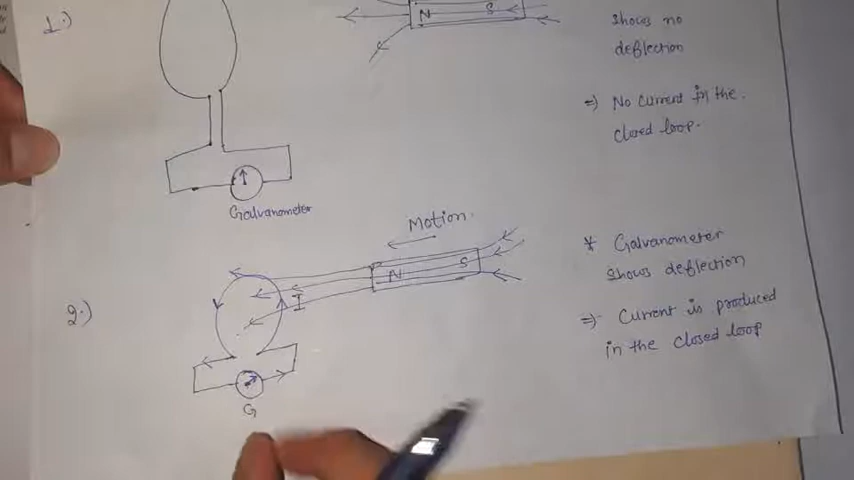 1.)
N S
shows no
deflection
=) No current in the
closed loop.
Galvanometer
Motion
2.)
N S
I
G
* Galvanometer
shows deflection
=) Current is produced
in the closed loop